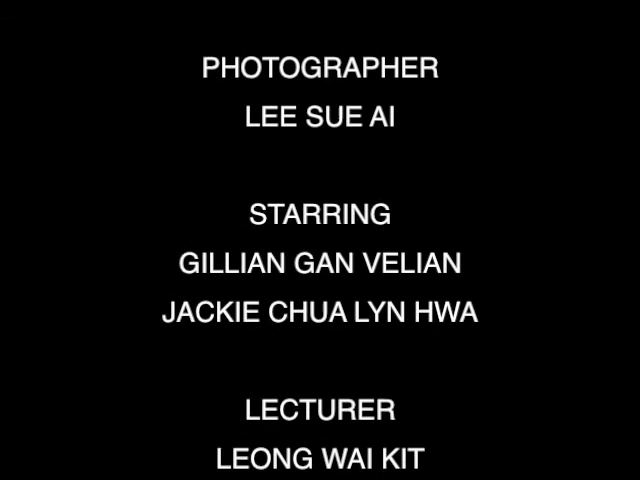 PHOTOGRAPHER
LEE SUE AI
STARRING
GILLIAN GAN VELIAN
JACKIE CHUA LYN HWA
LECTURER
LEONG WAI KIT